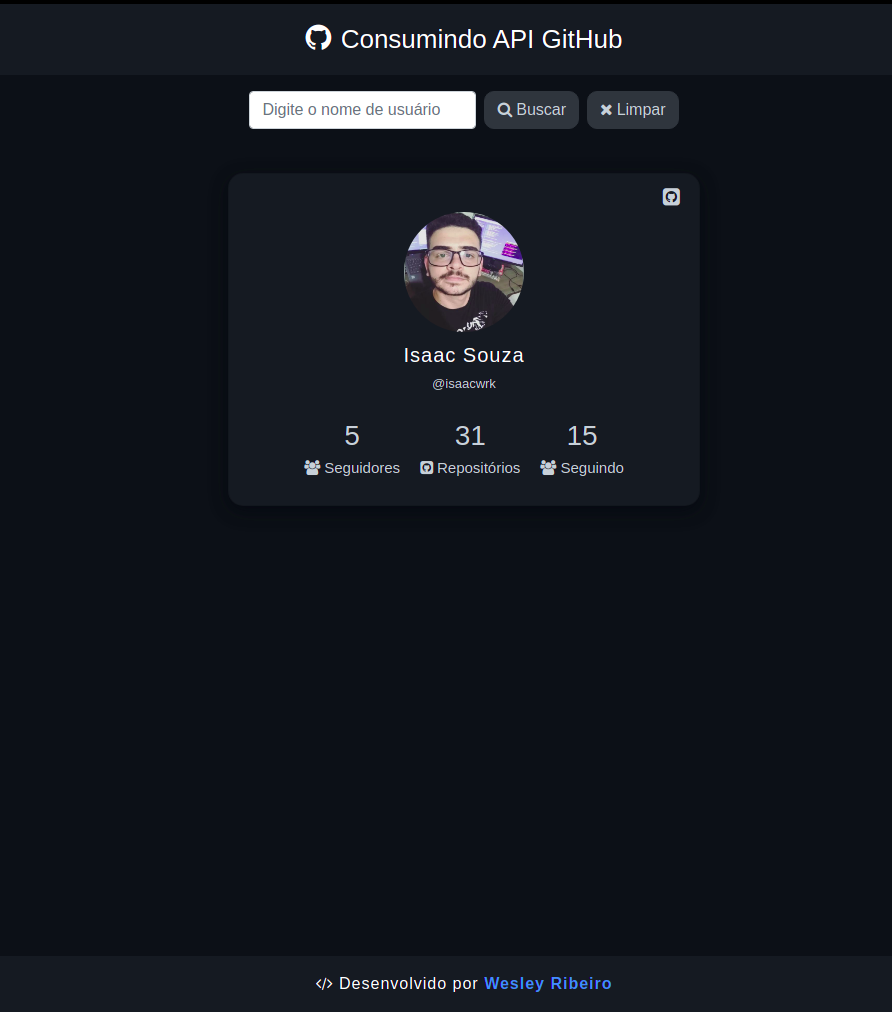 Consumindo API GitHub
Digite o nome de usuário Buscar Limpar
Isaac Souza
@isaacwrk
5 31 15
Seguidores Repositórios Seguindo
</> Desenvolvido por Wesley Ribeiro